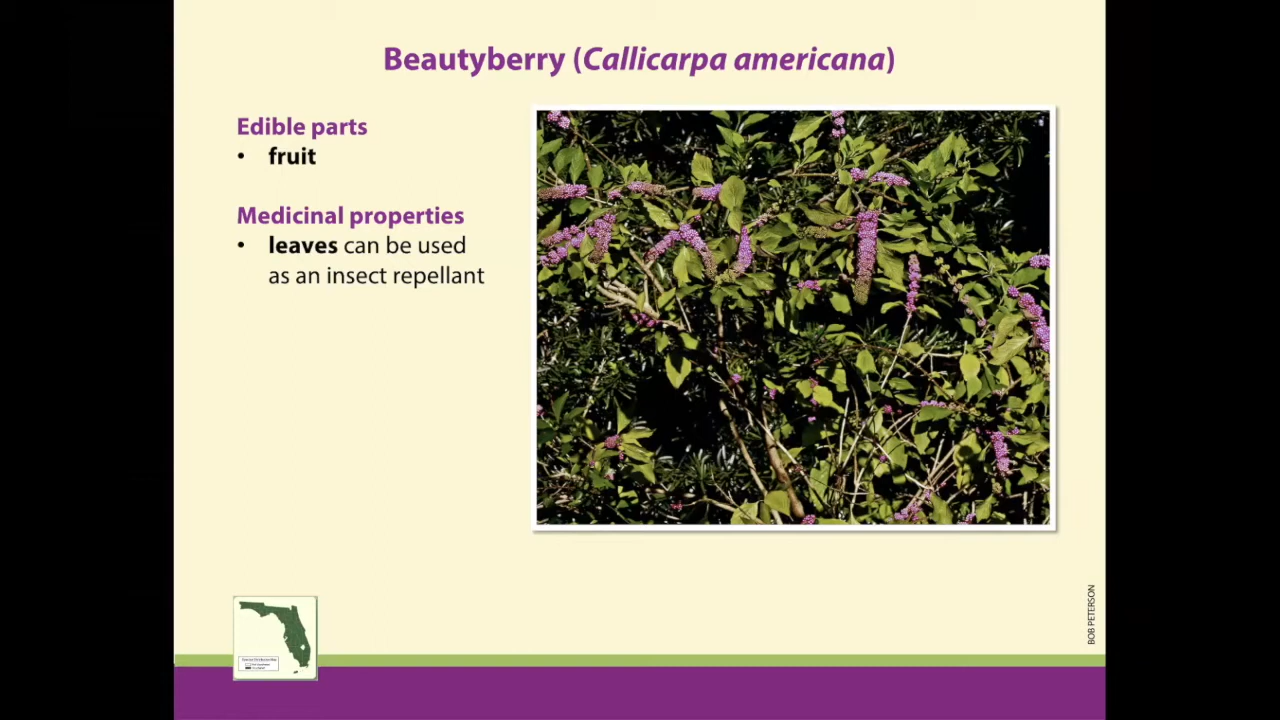 Beautyberry (Callicarpa americana)
Edible parts
• fruit
Medicinal properties
• leaves can be used
as an insect repellant
BOB PETERSON